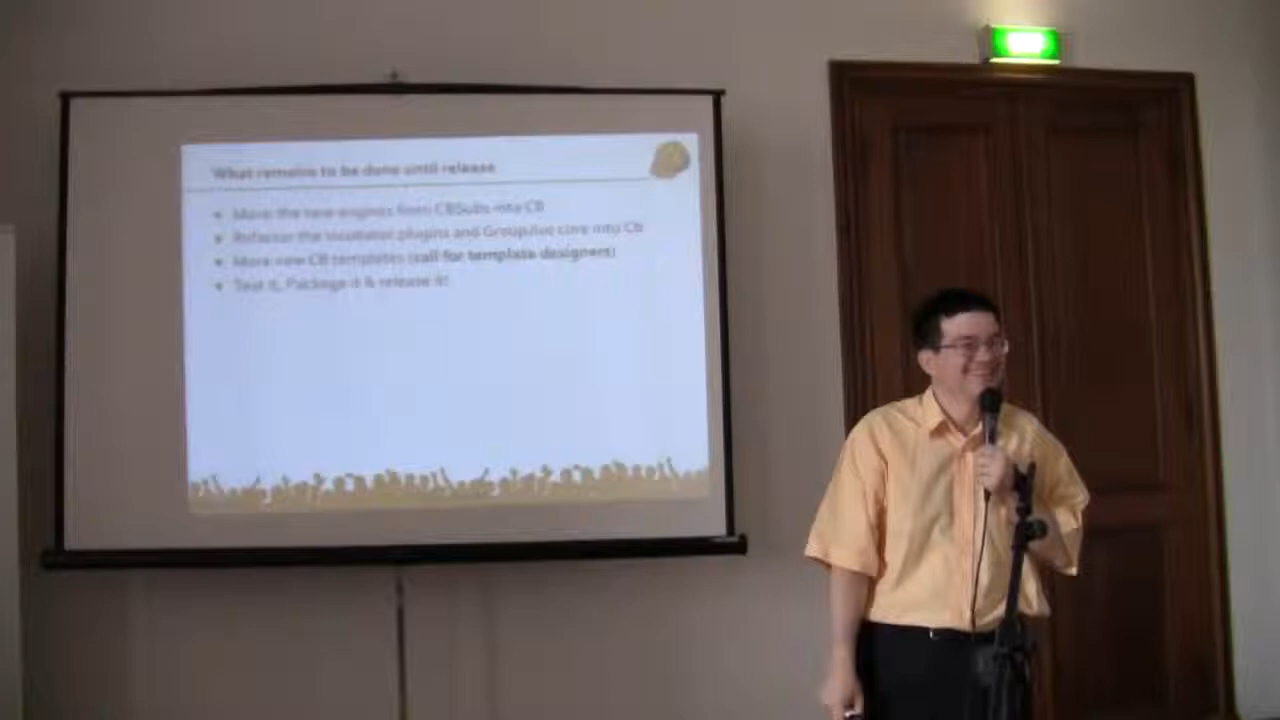 What remains to be done until release
Move the new engines from CBSubs into CB
Refactor the incubator plugins and GroupJive core into CB
More new CB templates (call for template designers)
Test it, Package it & release it!